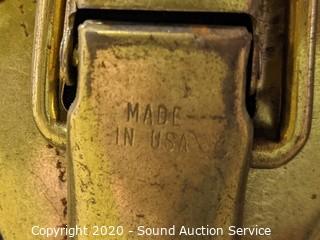 MADE
IN USA
Copyright 2020 - Sound Auction Service